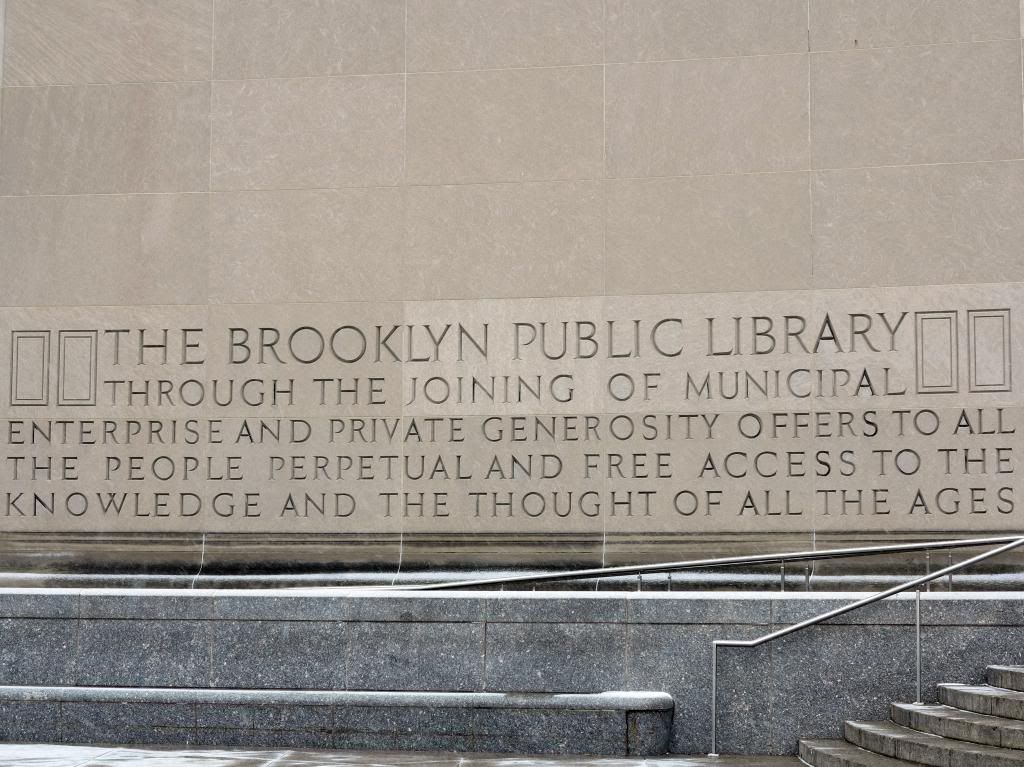 THE BROOKLYN PUBLIC LIBRARY
THROUGH THE JOINING OF MUNICIPAL
ENTERPRISE AND PRIVATE GENEROSITY OFFERS TO ALL
THE PEOPLE PERPETUAL AND FREE ACCESS TO THE
KNOWLEDGE AND THE THOUGHT OF ALL THE AGES